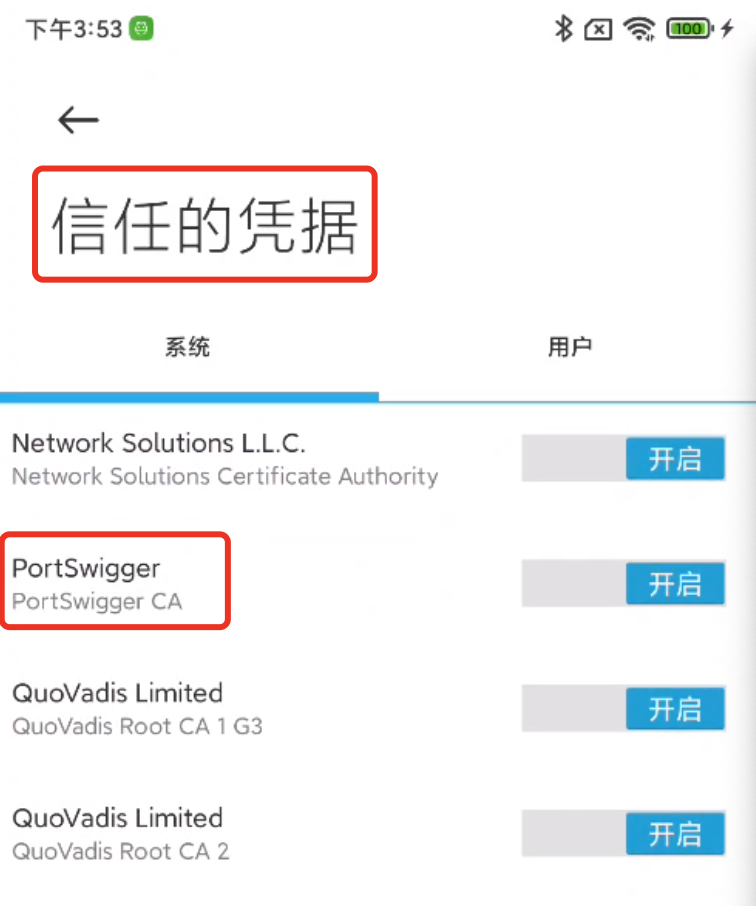 下午3:53
100
信任的凭据
系统
用户
Network Solutions L.L.C.
Network Solutions Certificate Authority
开启
PortSwigger
PortSwigger CA
开启
QuoVadis Limited
QuoVadis Root CA 1 G3
开启
QuoVadis Limited
QuoVadis Root CA 2
开启